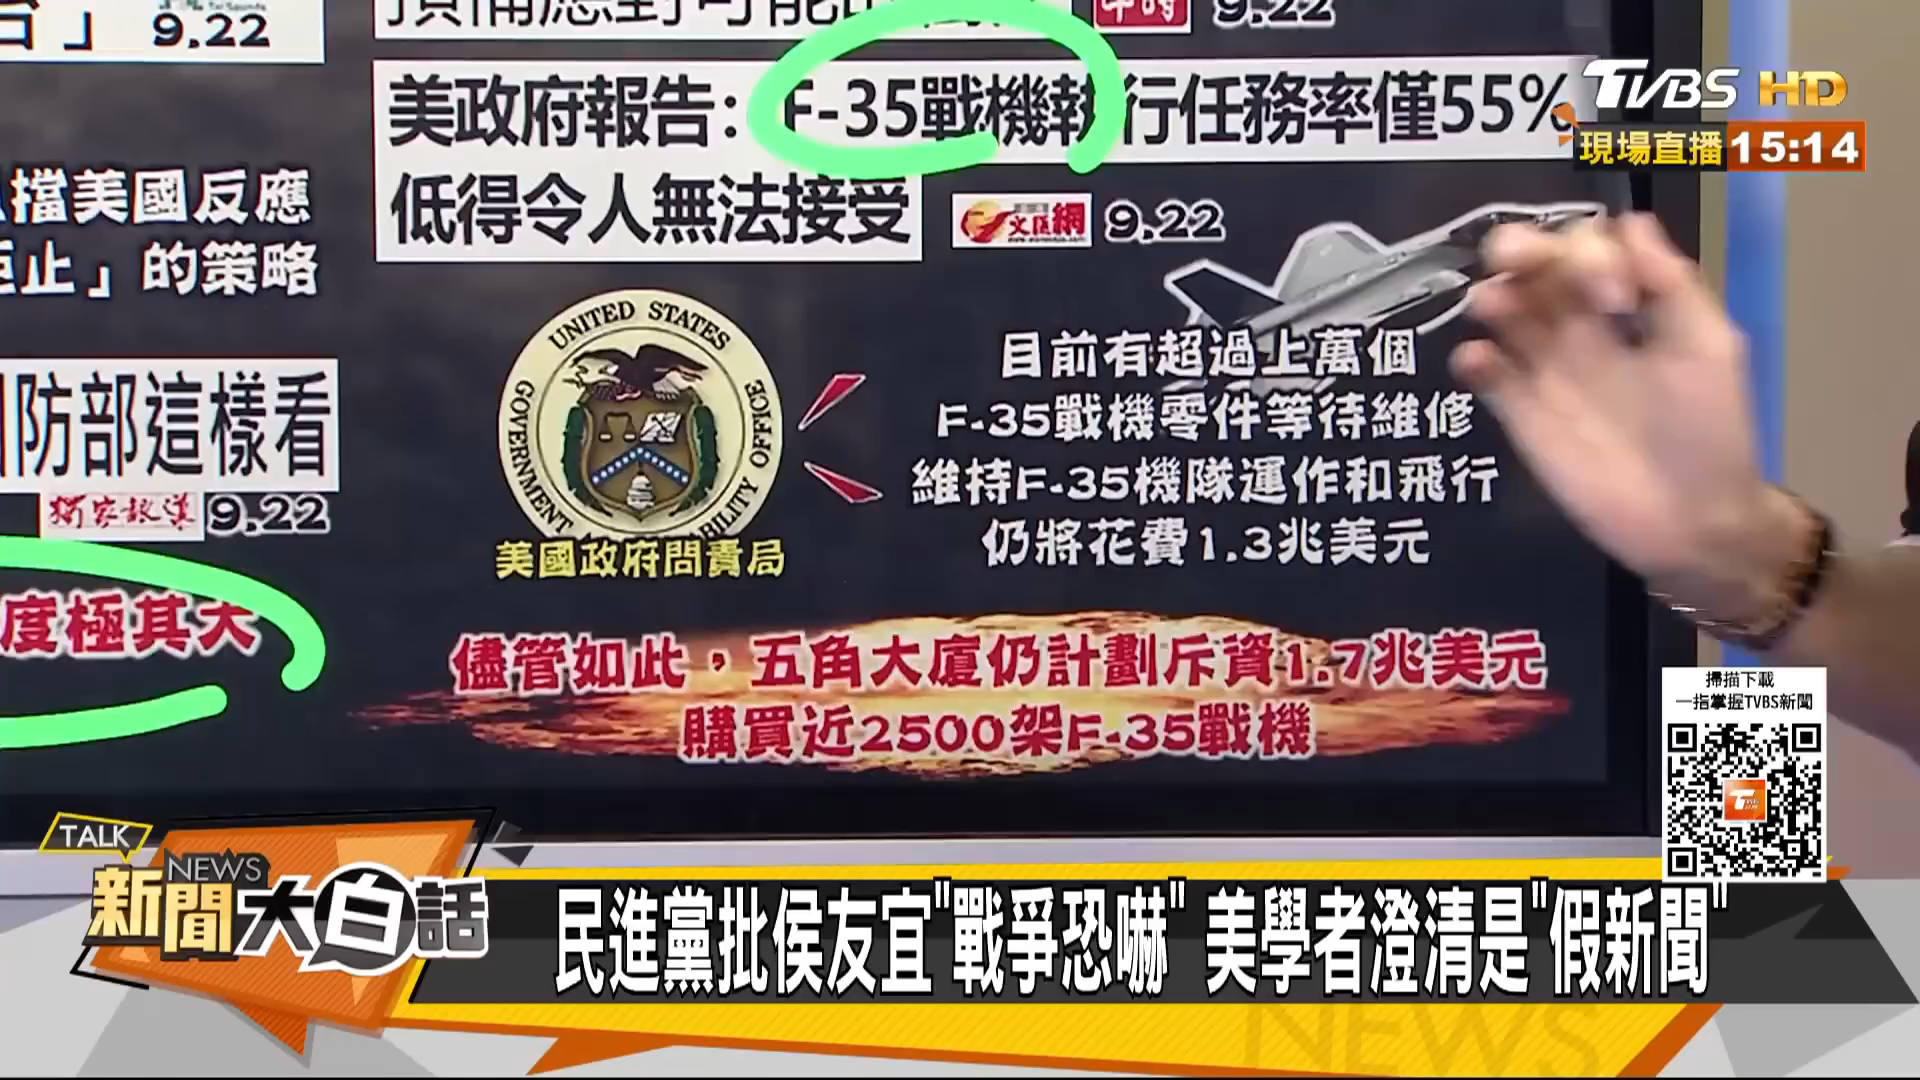 台」
9.22
9.22
美政府報告：F-35戰機執行任務率僅55%
低得令人無法接受
文匯網 9.22
TVBS HD
現場直播 15:14
擋美國反應
拒止」的策略
防部這樣看
獨家報導 9.22
度極其大
UNITED STATES
GOVERNMENT
OFFICE
美國政府問責局
目前有超過上萬個
F-35戰機零件等待維修
維持F-35機隊運作和飛行
仍將花費1.3兆美元
儘管如此，五角大廈仍計劃斥資1.7兆美元
購買近2500架F-35戰機
掃描下載
一指掌握TVBS新聞
TALK
NEWS
新聞大白話
民進黨批侯友宜"戰爭恐嚇" 美學者澄清是"假新聞"
NEWS